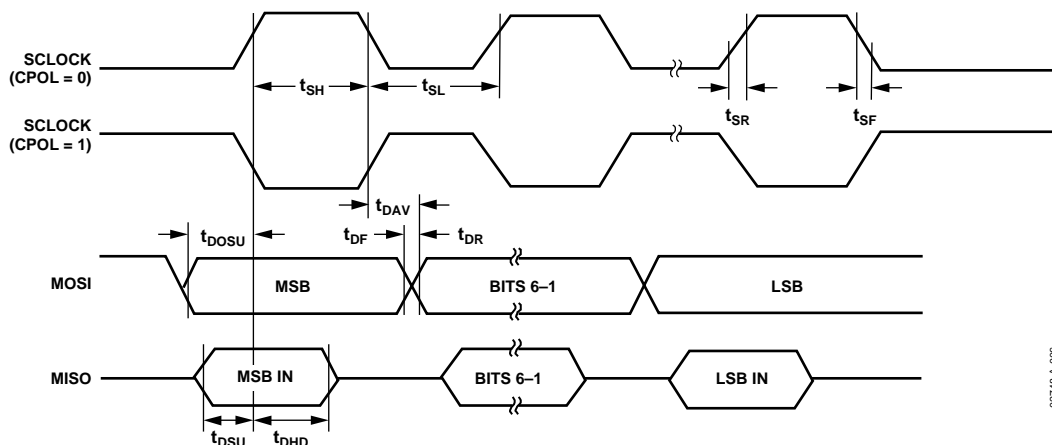 SCLOCK
(CPOL = 0)
tSH
tSL
tSR
tSF
SCLOCK
(CPOL = 1)
tDAV
tDOSU
tDF
tDR
MOSI
MSB
BITS 6–1
LSB
MISO
MSB IN
BITS 6–1
LSB IN
tDSU
tDHD